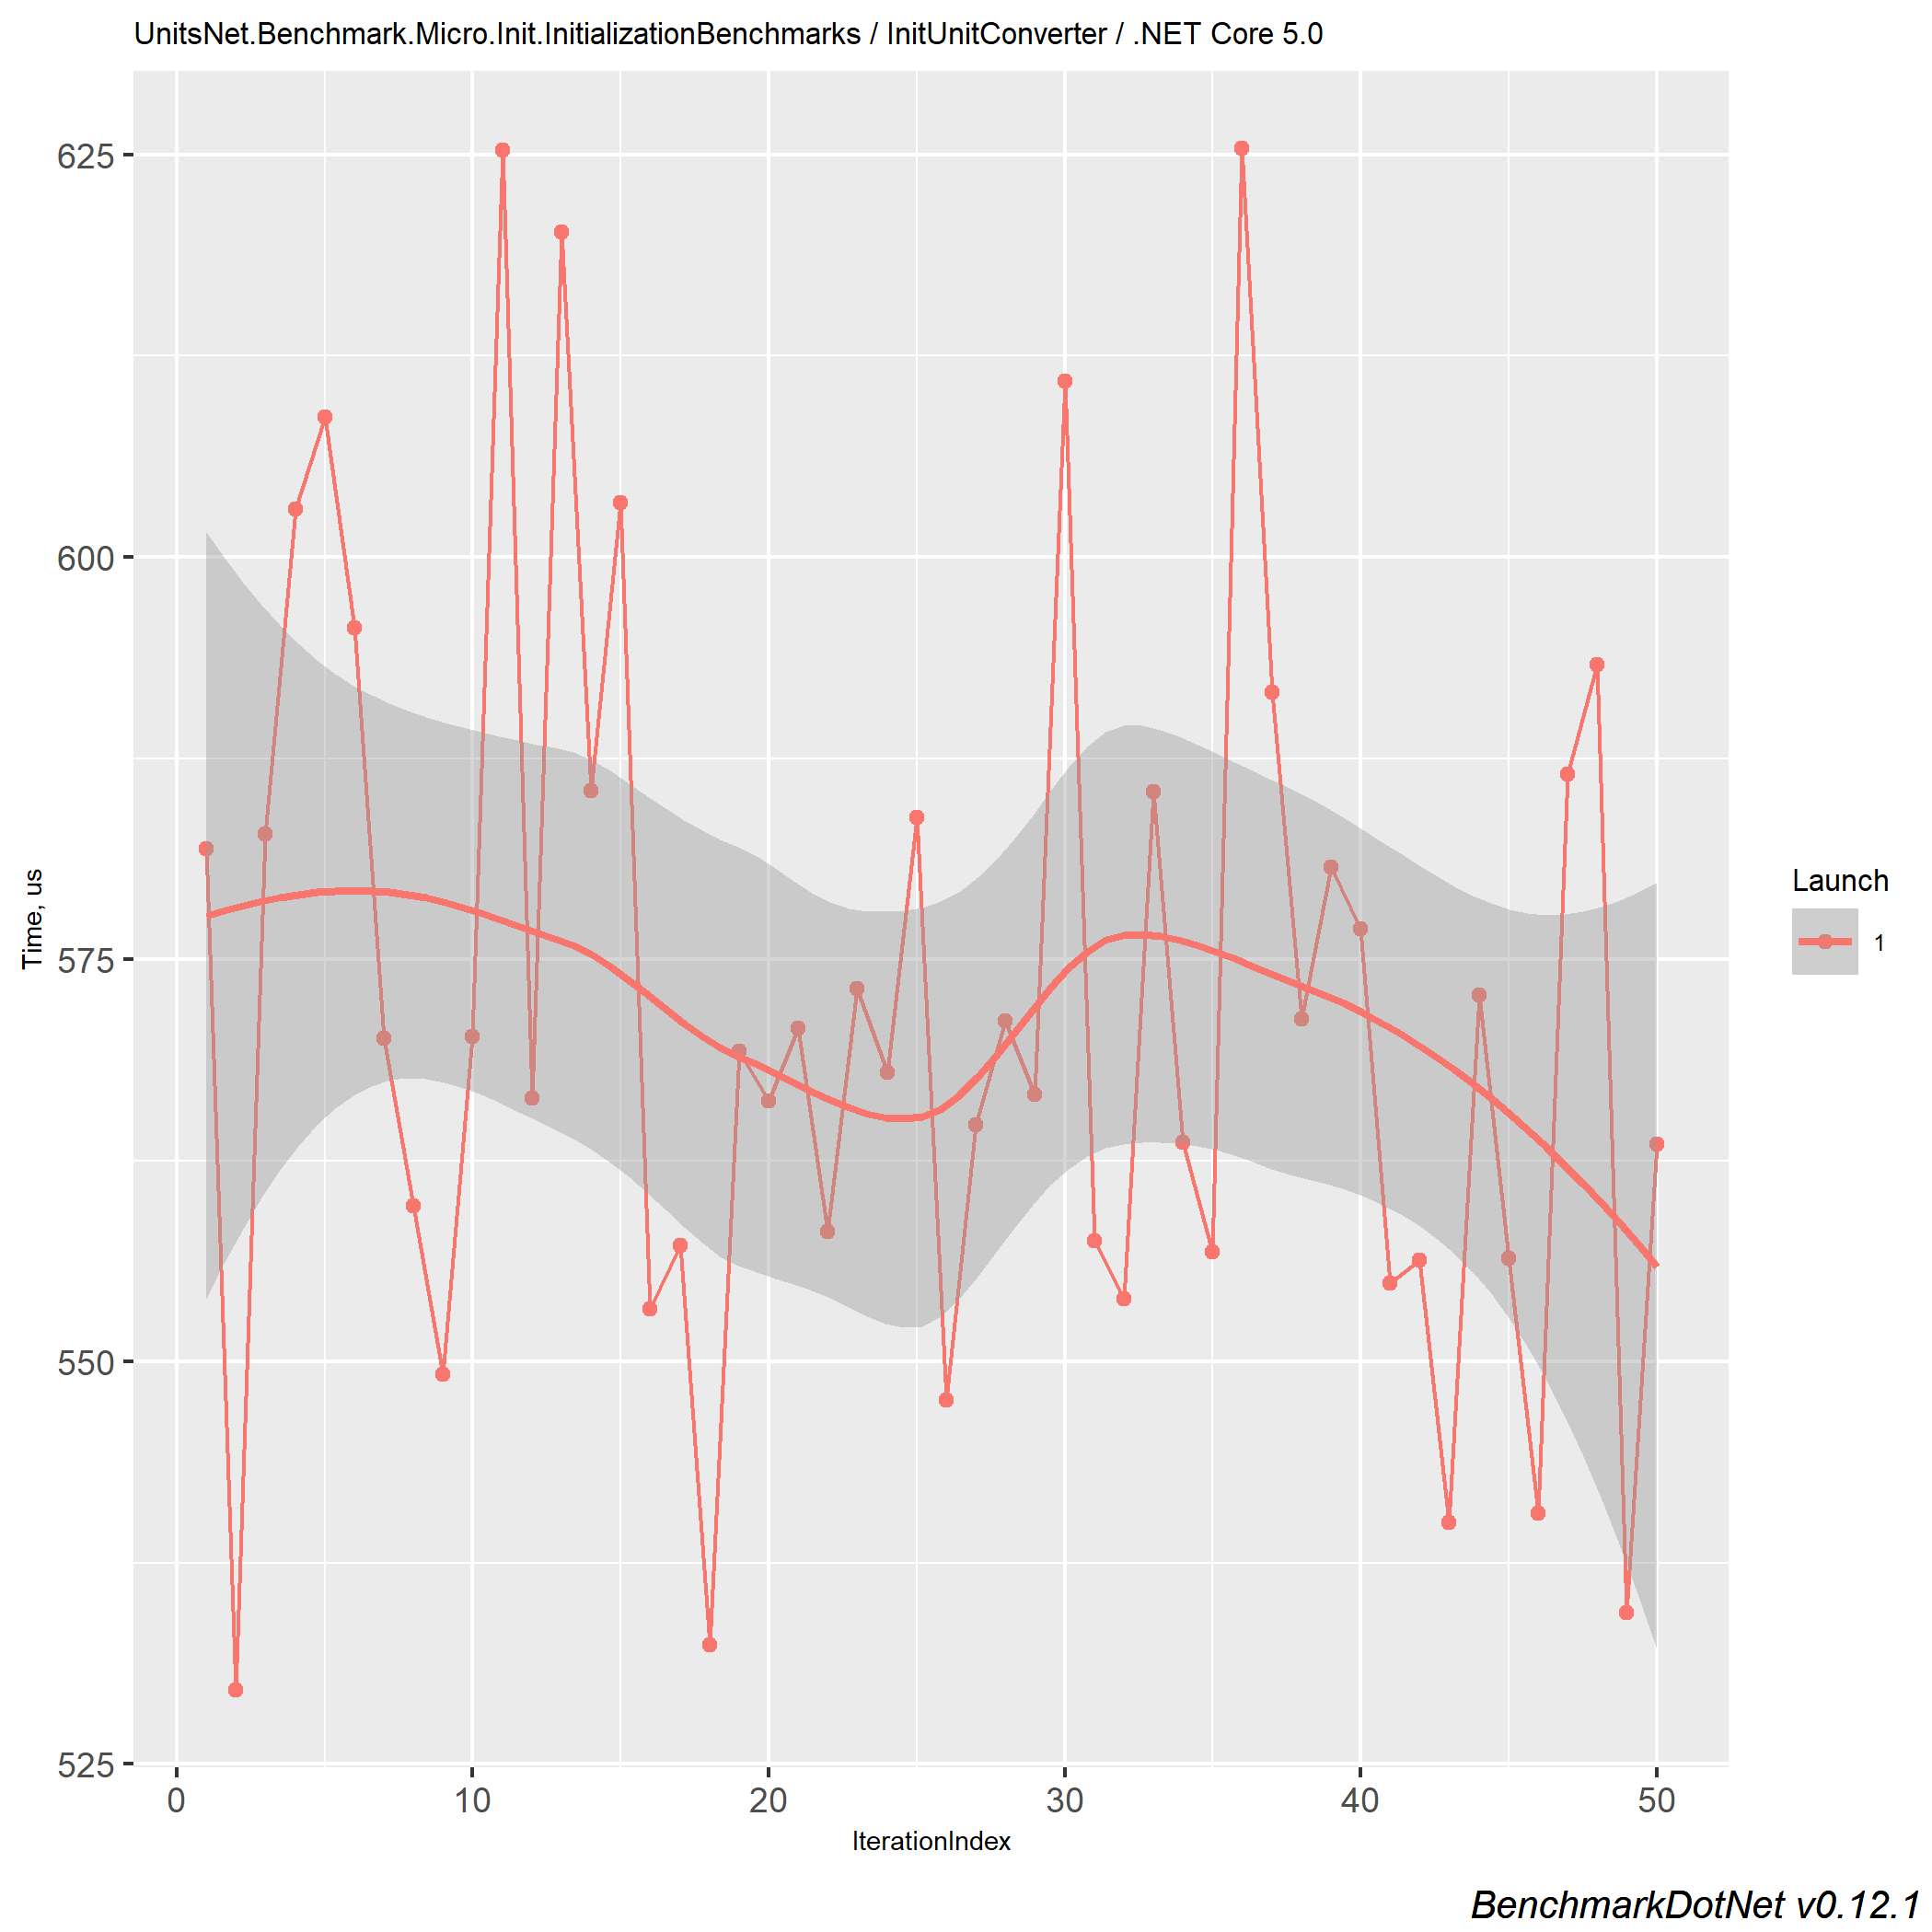 UnitsNet.Benchmark.Micro.Init.InitializationBenchmarks / InitUnitConverter / .NET Core 5.0
625
600
575
550
525
Time, us
0 10 20 30 40 50
IterationIndex
Launch
1
BenchmarkDotNet v0.12.1